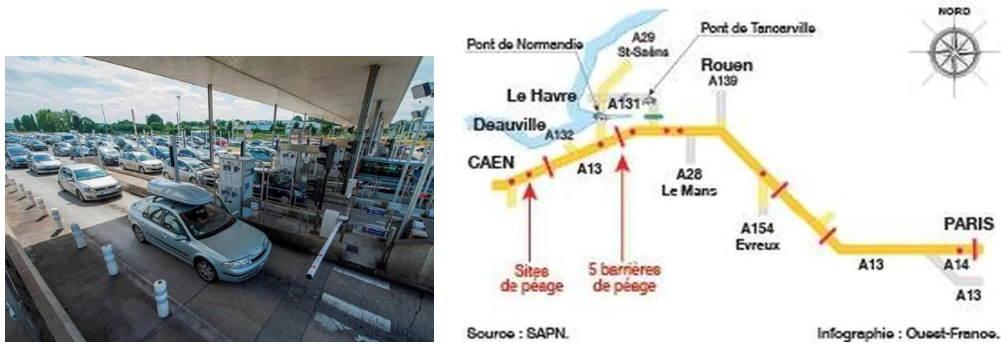 NORD
Pont de Tancarville
A29
St-Saëns
Pont de Normandie
Rouen
A139
Le Havre
A131
Deauville
A132
CAEN
A13
A28
Le Mans
A154
Evreux
PARIS
A13
A14
A13
Sites
de péage
5 barrières
de péage
Source : SAPN.
Infographie : Ouest-France.